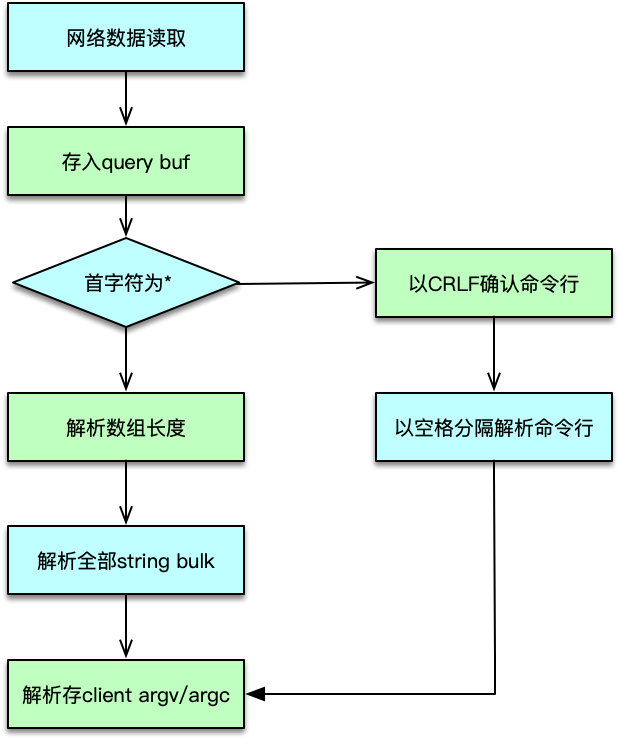 网络数据读取
存入query buf
首字符为*
以CRLF确认命令行
解析数组长度
以空格分隔解析命令行
解析全部string bulk
解析存client argv/argc